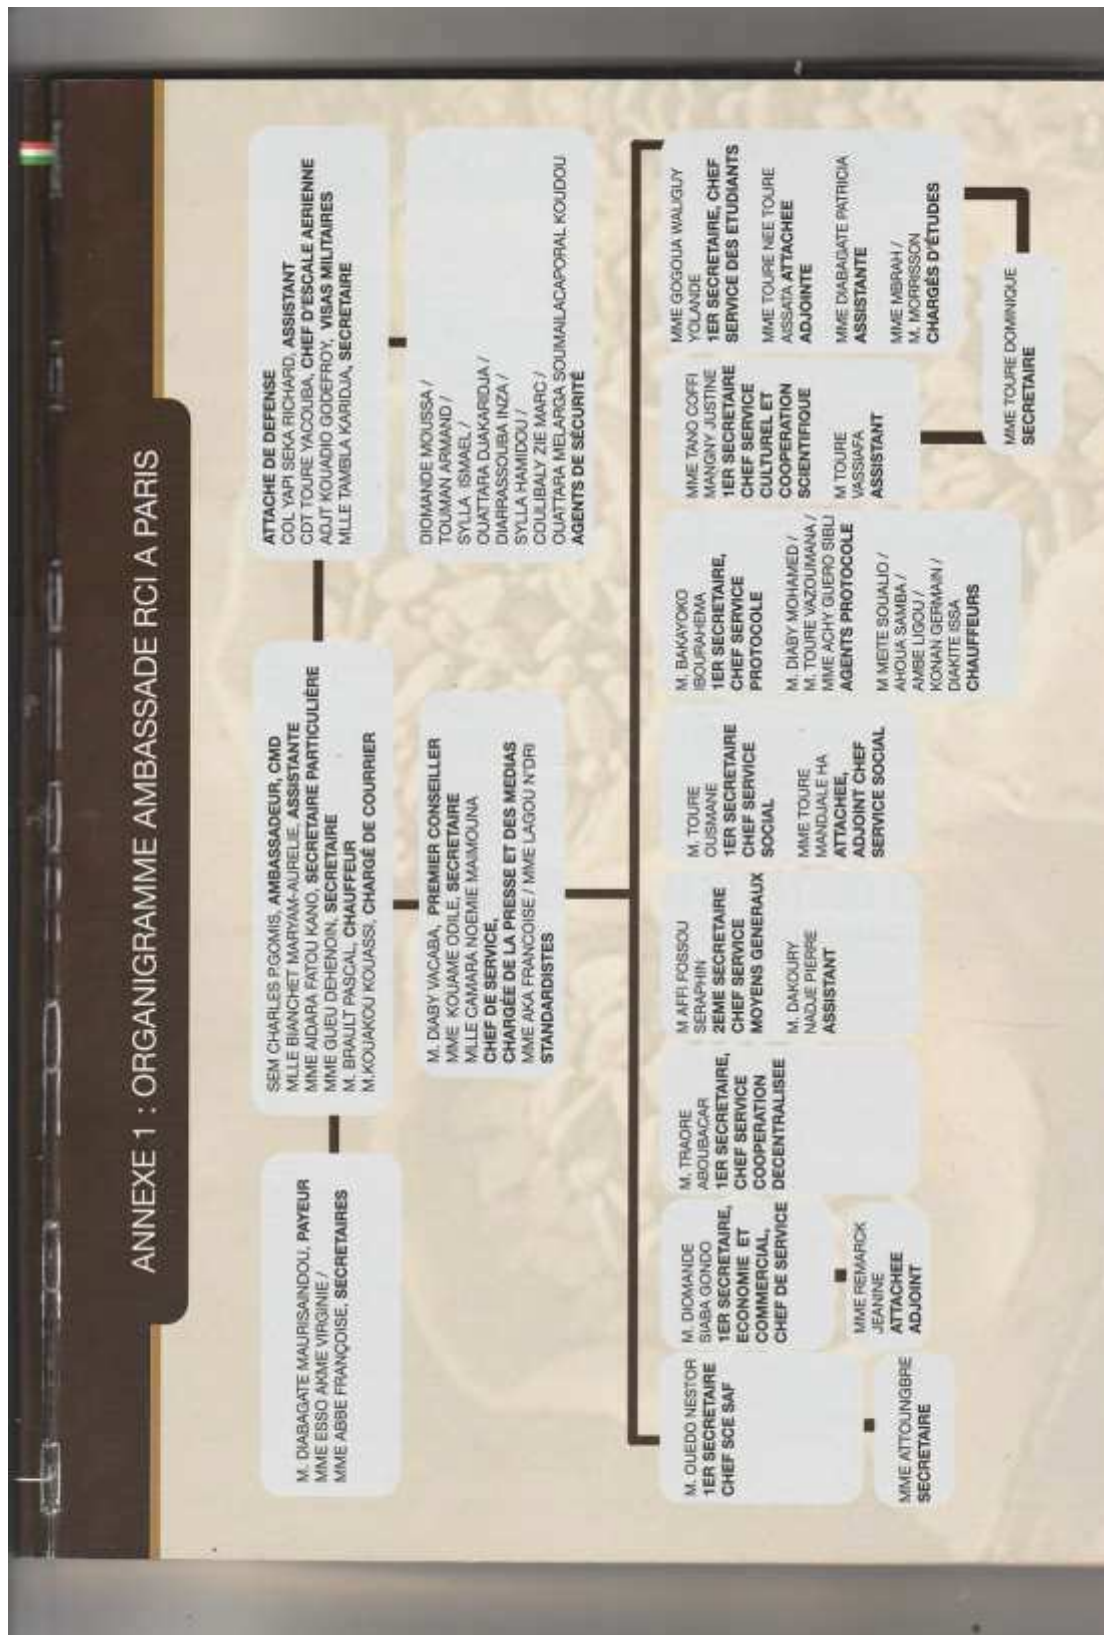 ANNEXE 1 : ORGANIGRAMME AMBASSADE RCI A PARIS
M. DIABAGATE MAURISAINDOU, PAYEUR
MME ESSO AKME VIRGINIE /
MME ABBE FRANÇOISE, SECRETAIRES
SEM CHARLES P.GOMIS, AMBASSADEUR, CMD
MLLE BIANCHET MARYAM-AURELIE, ASSISTANTE
MME AIDARA FATOU KANO, SECRETAIRE PARTICULIÈRE
MME GUEU DEHENOIN, SECRETAIRE
M. BRAULT PASCAL, CHAUFFEUR
M.KOUAKOU KOUASSI, CHARGÉ DE COURRIER
ATTACHE DE DEFENSE
COL YAPI SEKA RICHARD, ASSISTANT
CDT TOURE YACOUBA, CHEF D'ESCALE AERIENNE
ADJT KOUADIO GODEFROY, VISAS MILITAIRES
MLLE TAMBLA KARIDJA, SECRETAIRE
M. DIABY VACABA, PREMIER CONSEILLER
MME KOUAME ODILE, SECRETAIRE
MLLE CAMARA NOEMIE MAIMOUNA
CHEF DE SERVICE,
CHARGÉE DE LA PRESSE ET DES MEDIAS
MME AKA FRANCOISE / MME LAGOU N'DRI
STANDARDISTES
DIOMANDE MOUSSA /
TOUMAN ARMAND /
SYLLA ISMAEL /
OUATTARA DJAKARIDJA /
DIARRASSOUBA INZA /
SYLLA HAMIDOU /
COULIBALY ZIE MARC /
OUATTARA MELARGA SOUMAILACAPORAL KOUDOU
AGENTS DE SÉCURITÉ
M. OUEDO NESTOR
1ER SECRETAIRE
CHEF SCE SAF
MME ATTOUNGBRE
SECRETAIRE
M. DIOMANDE
SIABA GONDO
1ER SECRETAIRE,
ECONOMIE ET
COMMERCIAL,
CHEF DE SERVICE
MME REMARCK
JEANINE
ATTACHEE
ADJOINT
M. TRAORE
ABOUBACAR
1ER SECRETAIRE,
CHEF SERVICE
COOPERATION
DECENTRALISEE
M AFFI FOSSOU
SERAPHIN
2EME SECRETAIRE
CHEF SERVICE
MOYENS GENERAUX
M. DAKOURY
NADJE PIERRE
ASSISTANT
M. TOURE
OUSMANE
1ER SECRETAIRE
CHEF SERVICE
SOCIAL
MME TOURE
MANDJALE HA
ATTACHEE,
ADJOINT CHEF
SERVICE SOCIAL
M. BAKAYOKO
IBOURAHEMA
1ER SECRETAIRE,
CHEF SERVICE
PROTOCOLE
M. DIABY MOHAMED /
M. TOURE VAZOUMANA /
MME ACHY GUERO SIBLI
AGENTS PROTOCOLE
M MEITE SOUALIO /
AHOUA SAMBA /
AMBE LIGOU /
KONAN GERMAIN /
DIAKITE ISSA
CHAUFFEURS
MME TANO COFFI
MANGNY JUSTINE
1ER SECRETAIRE
CHEF SERVICE
CULTUREL ET
COOPERATION
SCIENTIFIQUE
M TOURE
VASSIAFA
ASSISTANT
MME GOGOUA WALIGUY
YOLANDE
1ER SECRETAIRE, CHEF
SERVICE DES ETUDIANTS
MME TOURE NEE TOURE
AISSATA ATTACHEE
ADJOINTE
MME DIABAGATE PATRICIA
ASSISTANTE
MME MBRAH /
M. MORRISSON
CHARGÉS D'ÉTUDES
MME TOURE DOMINIQUE
SECRETAIRE